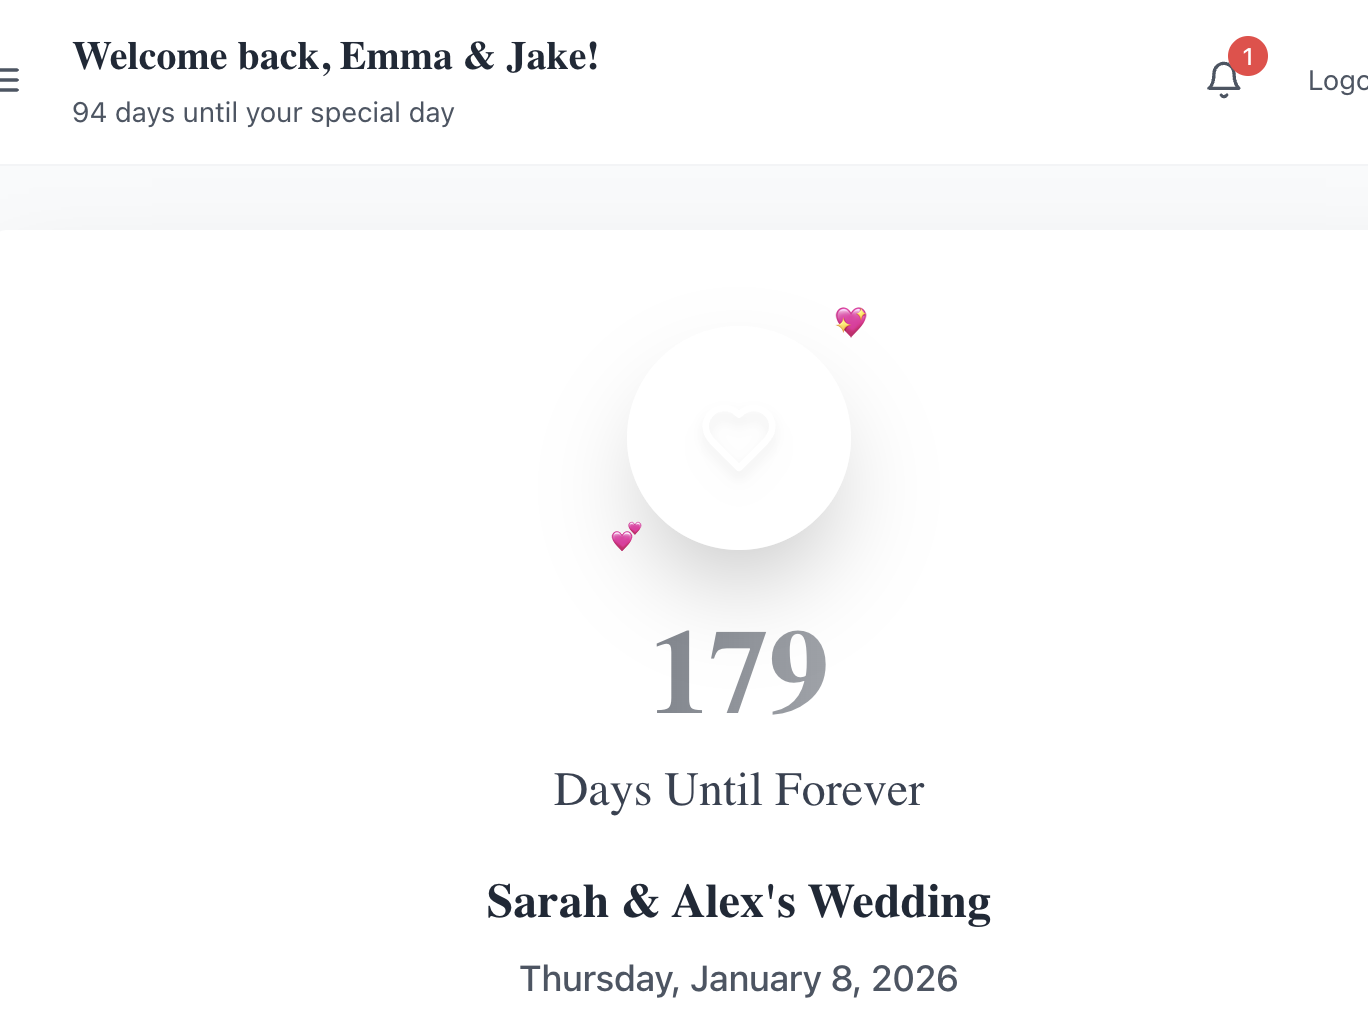 Welcome back, Emma & Jake!
94 days until your special day
1
179
Days Until Forever
Sarah & Alex's Wedding
Thursday, January 8, 2026